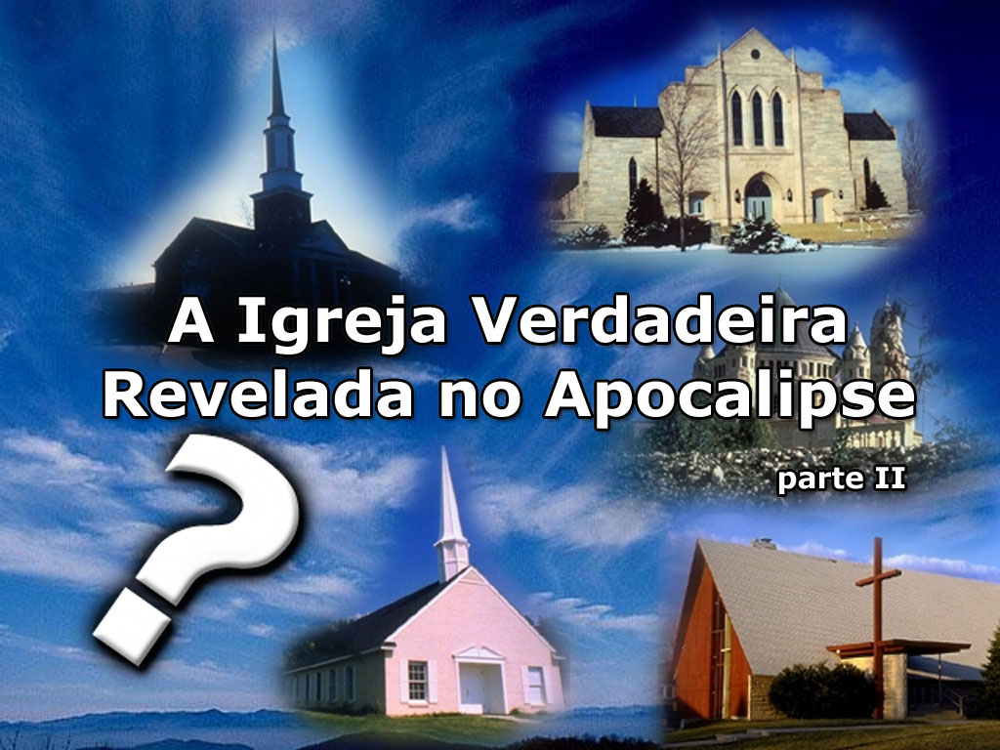 A Igreja Verdadeira
Revelada no Apocalipse
?
parte II